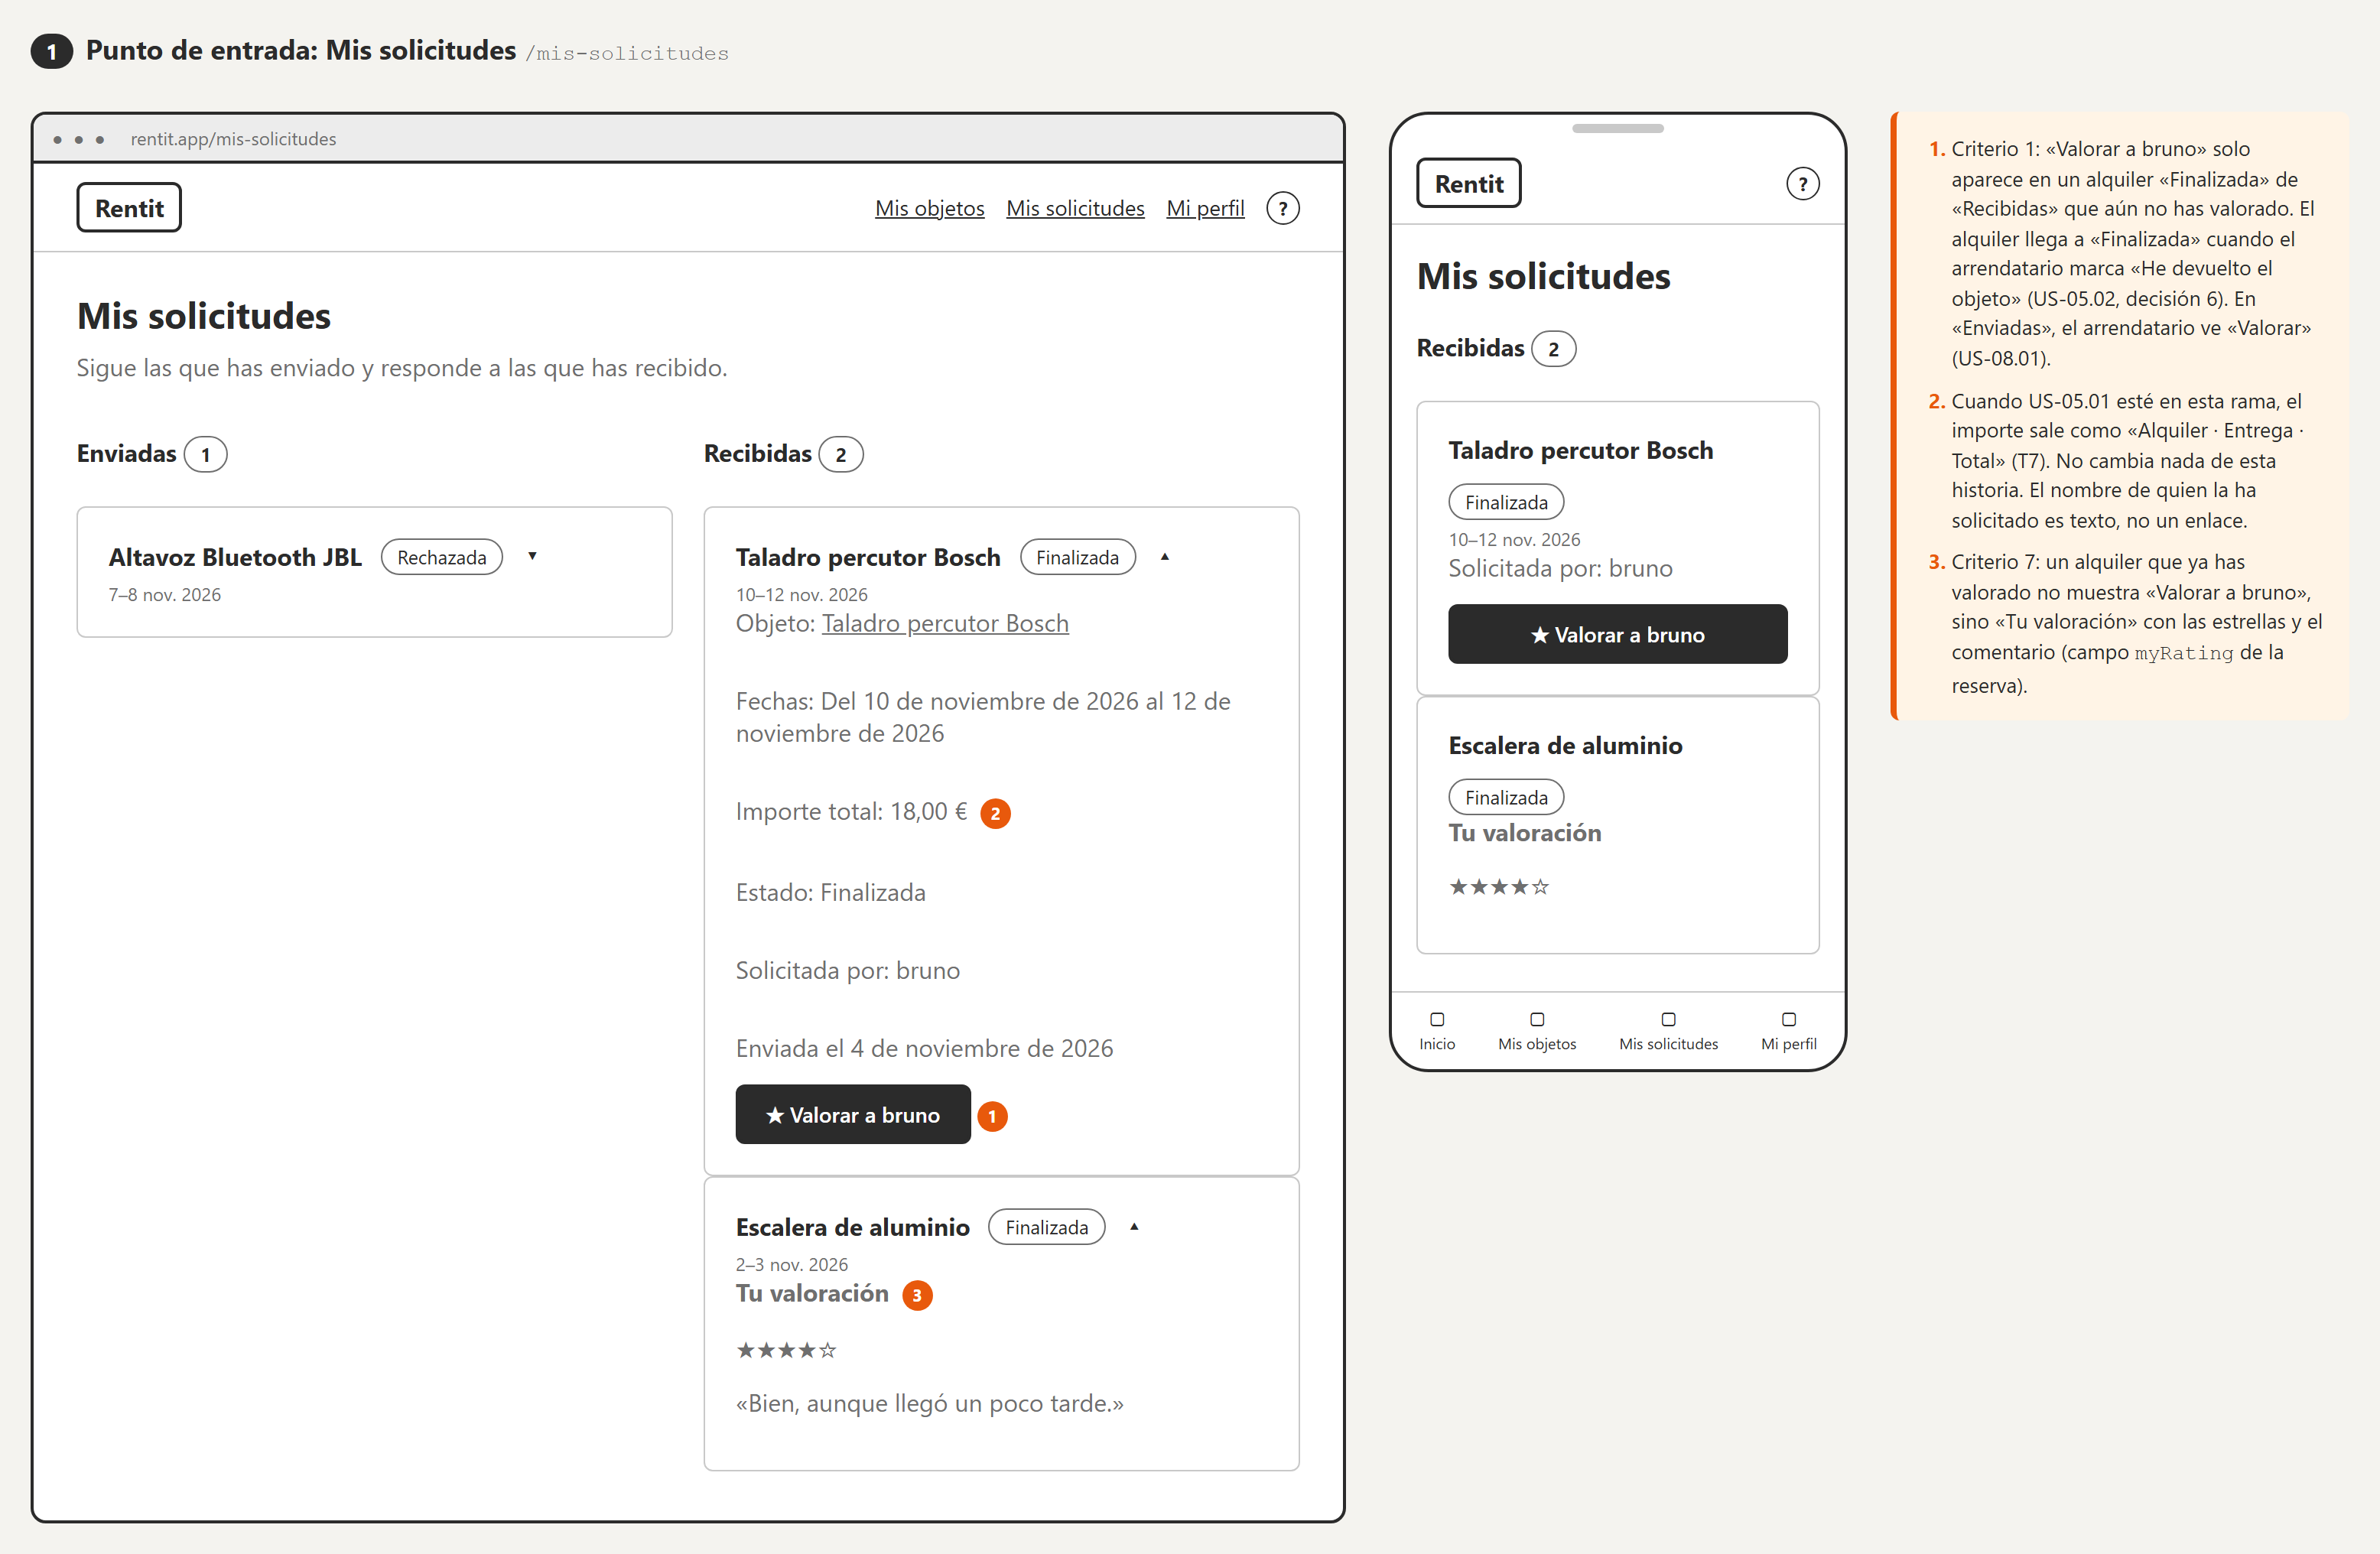 1 Punto de entrada: Mis solicitudes /mis-solicitudes
rentit.app/mis-solicitudes
Rentit
Mis objetos Mis solicitudes Mi perfil ?
Mis solicitudes
Sigue las que has enviado y responde a las que has recibido.
Enviadas 1
Altavoz Bluetooth JBL Rechazada ▼
7–8 nov. 2026
Recibidas 2
Taladro percutor Bosch Finalizada ▲
10–12 nov. 2026
Objeto: Taladro percutor Bosch
Fechas: Del 10 de noviembre de 2026 al 12 de
noviembre de 2026
Importe total: 18,00 € 2
Estado: Finalizada
Solicitada por: bruno
Enviada el 4 de noviembre de 2026
★ Valorar a bruno 1
Escalera de aluminio Finalizada ▲
2–3 nov. 2026
Tu valoración 3
★★★★☆
«Bien, aunque llegó un poco tarde.»
Rentit ?
Mis solicitudes
Recibidas 2
Taladro percutor Bosch
Finalizada
10–12 nov. 2026
Solicitada por: bruno
★ Valorar a bruno
Escalera de aluminio
Finalizada
Tu valoración
★★★★☆
Inicio Mis objetos Mis solicitudes Mi perfil
1. Criterio 1: «Valorar a bruno» solo
aparece en un alquiler «Finalizada» de
«Recibidas» que aún no has valorado. El
alquiler llega a «Finalizada» cuando el
arrendatario marca «He devuelto el
objeto» (US-05.02, decisión 6). En
«Enviadas», el arrendatario ve «Valorar»
(US-08.01).
2. Cuando US-05.01 esté en esta rama, el
importe sale como «Alquiler · Entrega ·
Total» (T7). No cambia nada de esta
historia. El nombre de quien la ha
solicitado es texto, no un enlace.
3. Criterio 7: un alquiler que ya has
valorado no muestra «Valorar a bruno»,
sino «Tu valoración» con las estrellas y el
comentario (campo myRating de la
reserva).